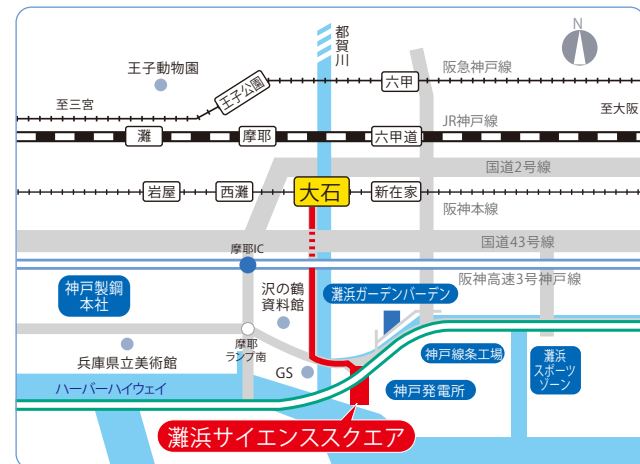 都賀川
N
王子動物園
王子公園
六甲
阪急神戸線
至三宮
至大阪
JR神戸線
灘
摩耶
六甲道
国道2号線
岩屋
西灘
大石
新在家
阪神本線
国道43号線
摩耶IC
阪神高速3号神戸線
神戸製鋼
本社
沢の鶴
資料館
灘浜ガーデンバーデン
摩耶
ランプ南
兵庫県立美術館
GS
神戸線条工場
灘浜
スポーツ
ゾーン
ハーバーハイウェイ
神戸発電所
灘浜サイエンススクエア